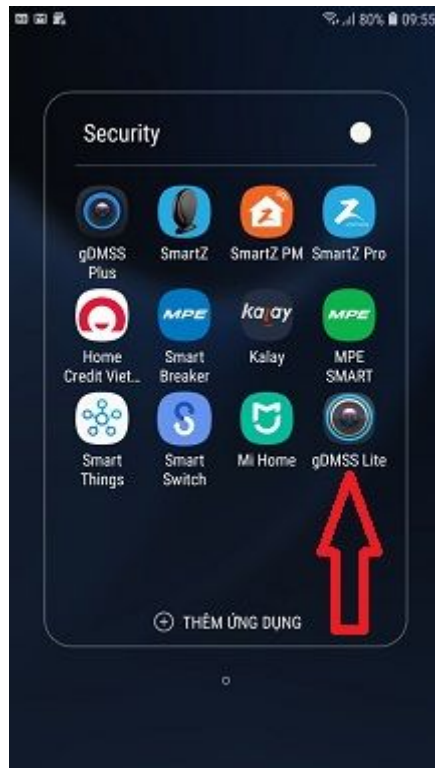 80% 09:55
Security
gDMSS Plus
SmartZ
SmartZ PM
SmartZ Pro
MPE
kalay
MPE
Home Credit Viet...
Smart Breaker
Kalay
MPE SMART
Smart Things
Smart Switch
Mi Home
gDMSS Lite
THÊM ỨNG DỤNG